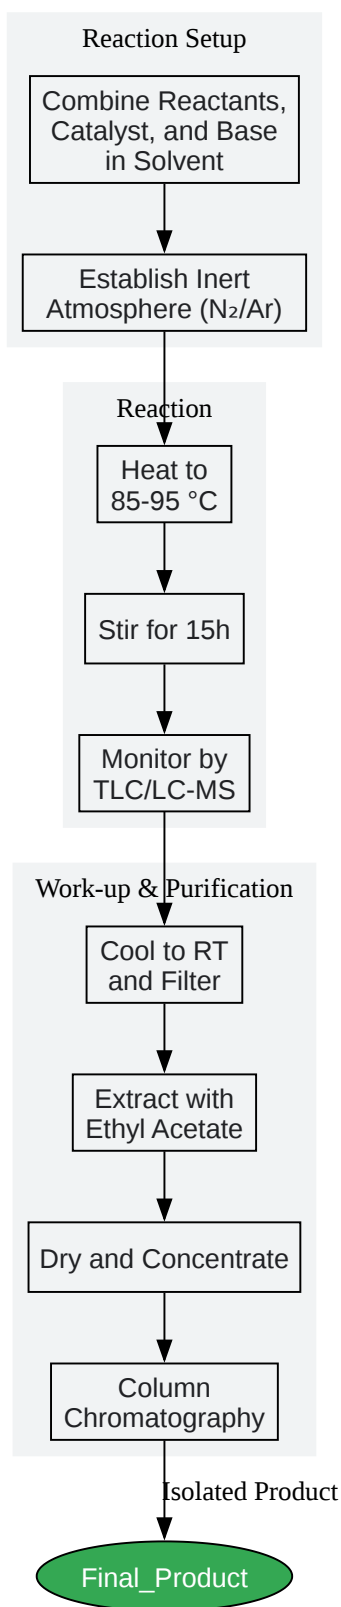 Reaction Setup
Combine Reactants,
Catalyst, and Base
in Solvent
Establish Inert
Atmosphere (N₂/Ar)
Reaction
Heat to
85-95 °C
Stir for 15h
Monitor by
TLC/LC-MS
Work-up & Purification
Cool to RT
and Filter
Extract with
Ethyl Acetate
Dry and Concentrate
Column
Chromatography
Isolated Product
Final_Product